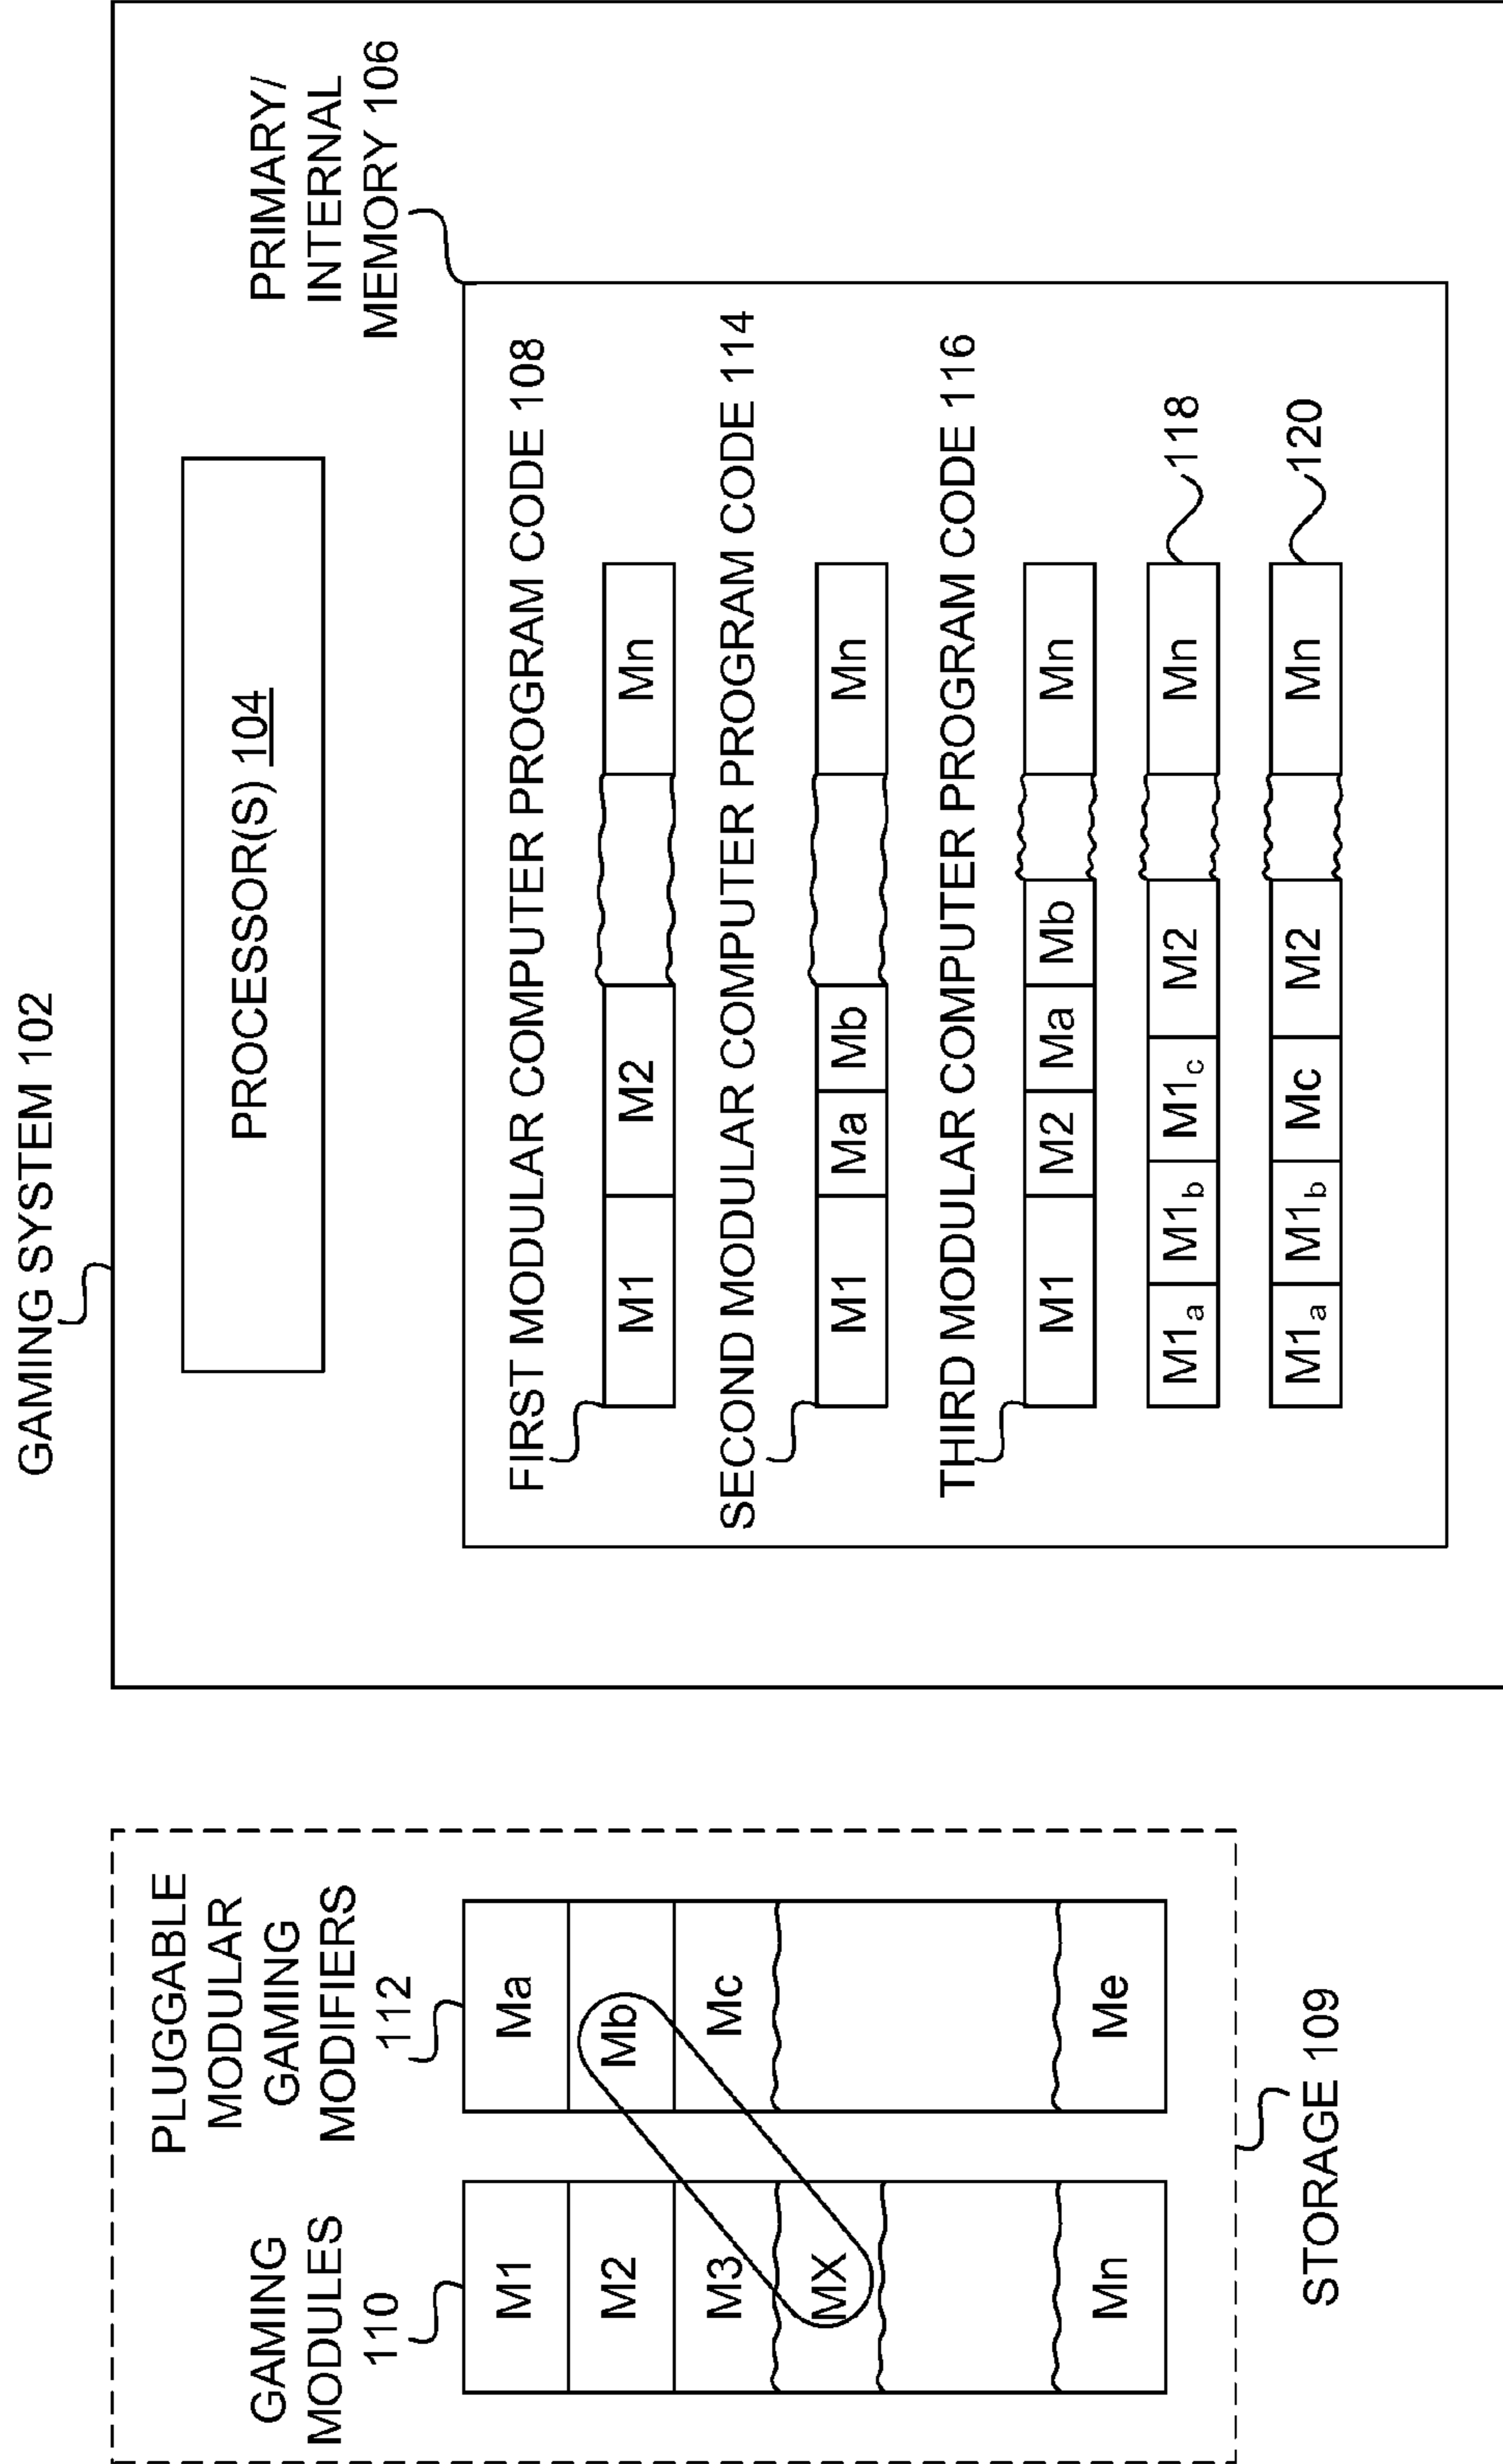 GAMING SYSTEM 102
PROCESSOR(S) 104
PRIMARY/
INTERNAL
MEMORY 106
FIRST MODULAR COMPUTER PROGRAM CODE 108
M1 M2 Mn
SECOND MODULAR COMPUTER PROGRAM CODE 114
M1 Ma Mb Mn
THIRD MODULAR COMPUTER PROGRAM CODE 116
M1 M2 Ma Mb Mn
M1a M1b M1c M2 Mn 118
M1a M1b Mc M2 Mn 120
GAMING
MODULES
110
M1
M2
M3
MX
Mn
PLUGGABLE
MODULAR
GAMING
MODIFIERS
112
Ma
Mb
Mc
Me
STORAGE 109